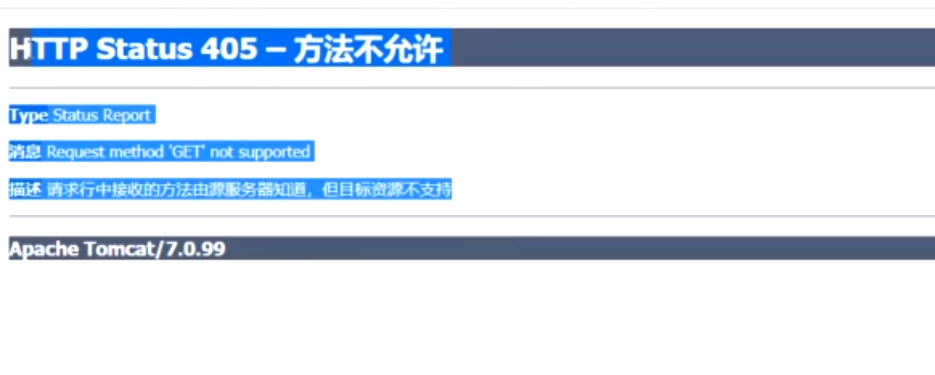 HTTP Status 405 – 方法不允许
Type Status Report
消息 Request method 'GET' not supported
描述 请求行中接收的方法由源服务器知道，但目标资源不支持
Apache Tomcat/7.0.99